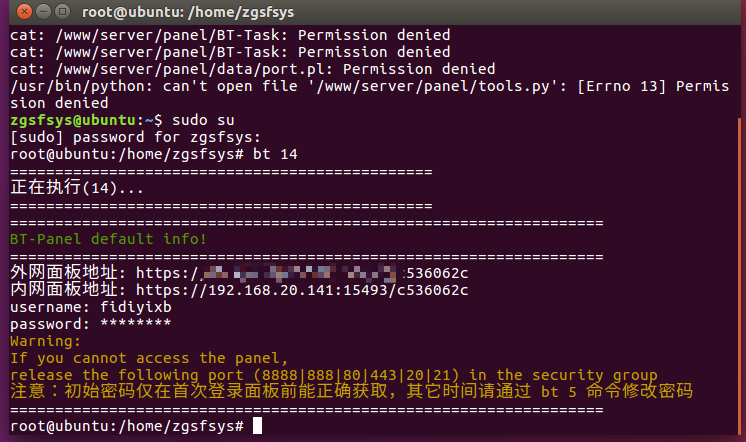 root@ubuntu: /home/zgsfsys
cat: /www/server/panel/BT-Task: Permission denied
cat: /www/server/panel/BT-Task: Permission denied
cat: /www/server/panel/data/port.pl: Permission denied
/usr/bin/python: can't open file '/www/server/panel/tools.py': [Errno 13] Permis
sion denied
zgsfsys@ubuntu:~$ sudo su
[sudo] password for zgsfsys:
root@ubuntu:/home/zgsfsys# bt 14
===============================================
正在执行(14)...
===============================================
==================================================================
BT-Panel default info!
==================================================================
外网面板地址: https:/ 536062c
内网面板地址: https://192.168.20.141:15493/c536062c
username: fidiyixb
password: ********
Warning:
If you cannot access the panel,
release the following port (8888|888|80|443|20|21) in the security group
注意：初始密码仅在首次登录面板前能正确获取，其它时间请通过 bt 5 命令修改密码
==================================================================
root@ubuntu:/home/zgsfsys#